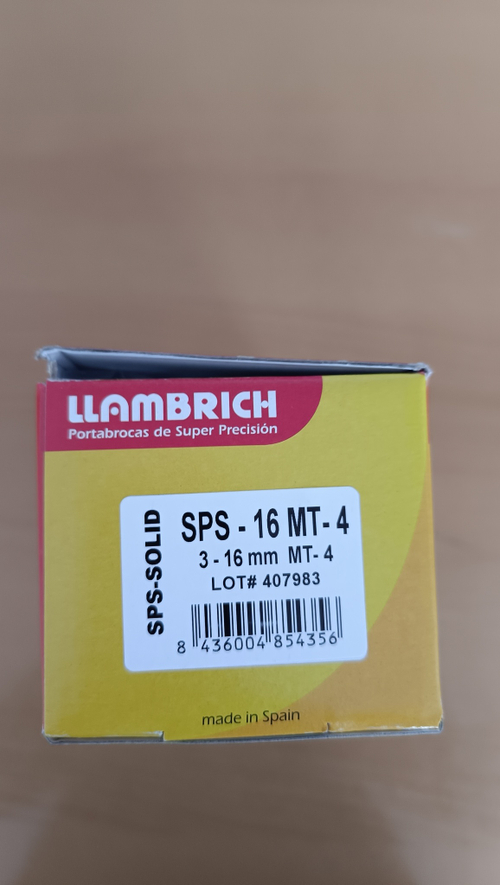 LLAMBRICH
Portabrocas de Super Precisión
SPS-SOLID
SPS - 16 MT- 4
3 - 16 mm MT- 4
LOT# 407983
8 436004 854356
made in Spain